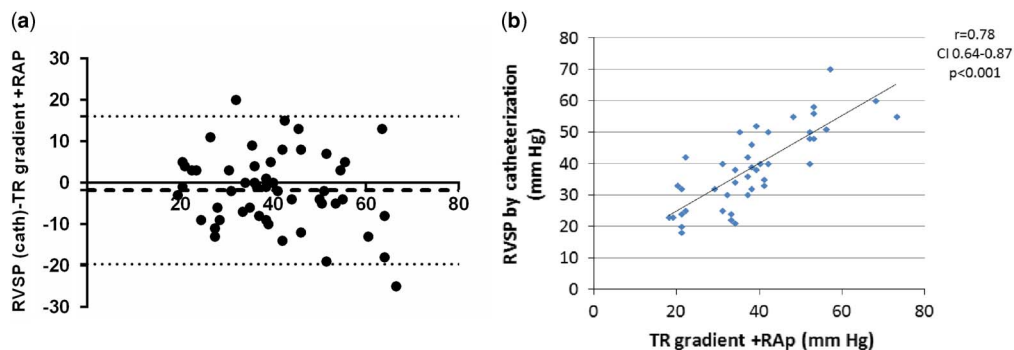 (a)
RVSP (cath)-TR gradient +RAP
30
20
10
0
-10
-20
-30
20
40
60
80
(b)
RVSP by catheterization
(mm Hg)
80
70
60
50
40
30
20
10
0
0
20
40
60
80
TR gradient +RAp (mm Hg)
r=0.78
CI 0.64-0.87
p<0.001